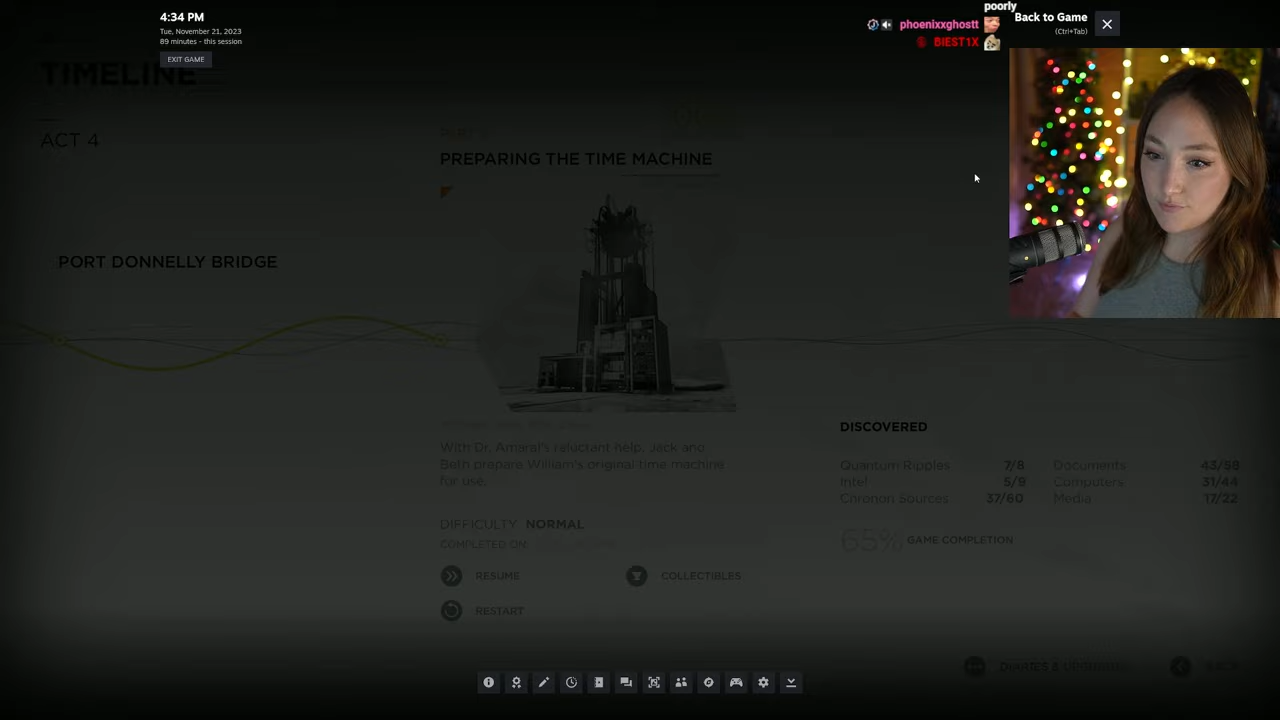 4:34 PM
Tue, November 21, 2023
89 minutes - this session
EXIT GAME
poorly
phoenixxghostt
BIEST1X
Back to Game
(Ctrl+Tab)
TIMELINE
ACT 4
PREPARING THE TIME MACHINE
PORT DONNELLY BRIDGE
With Dr. Amaral's reluctant help, Jack and
Beth prepare William's original time machine
for use.
DIFFICULTY NORMAL
COMPLETED ON:
RESUME
COLLECTIBLES
RESTART
DISCOVERED
Quantum Ripples 7/8 Documents 43/58
Intel 5/9 Computers 31/44
Chronon Sources 37/60 Media 17/22
65% GAME COMPLETION